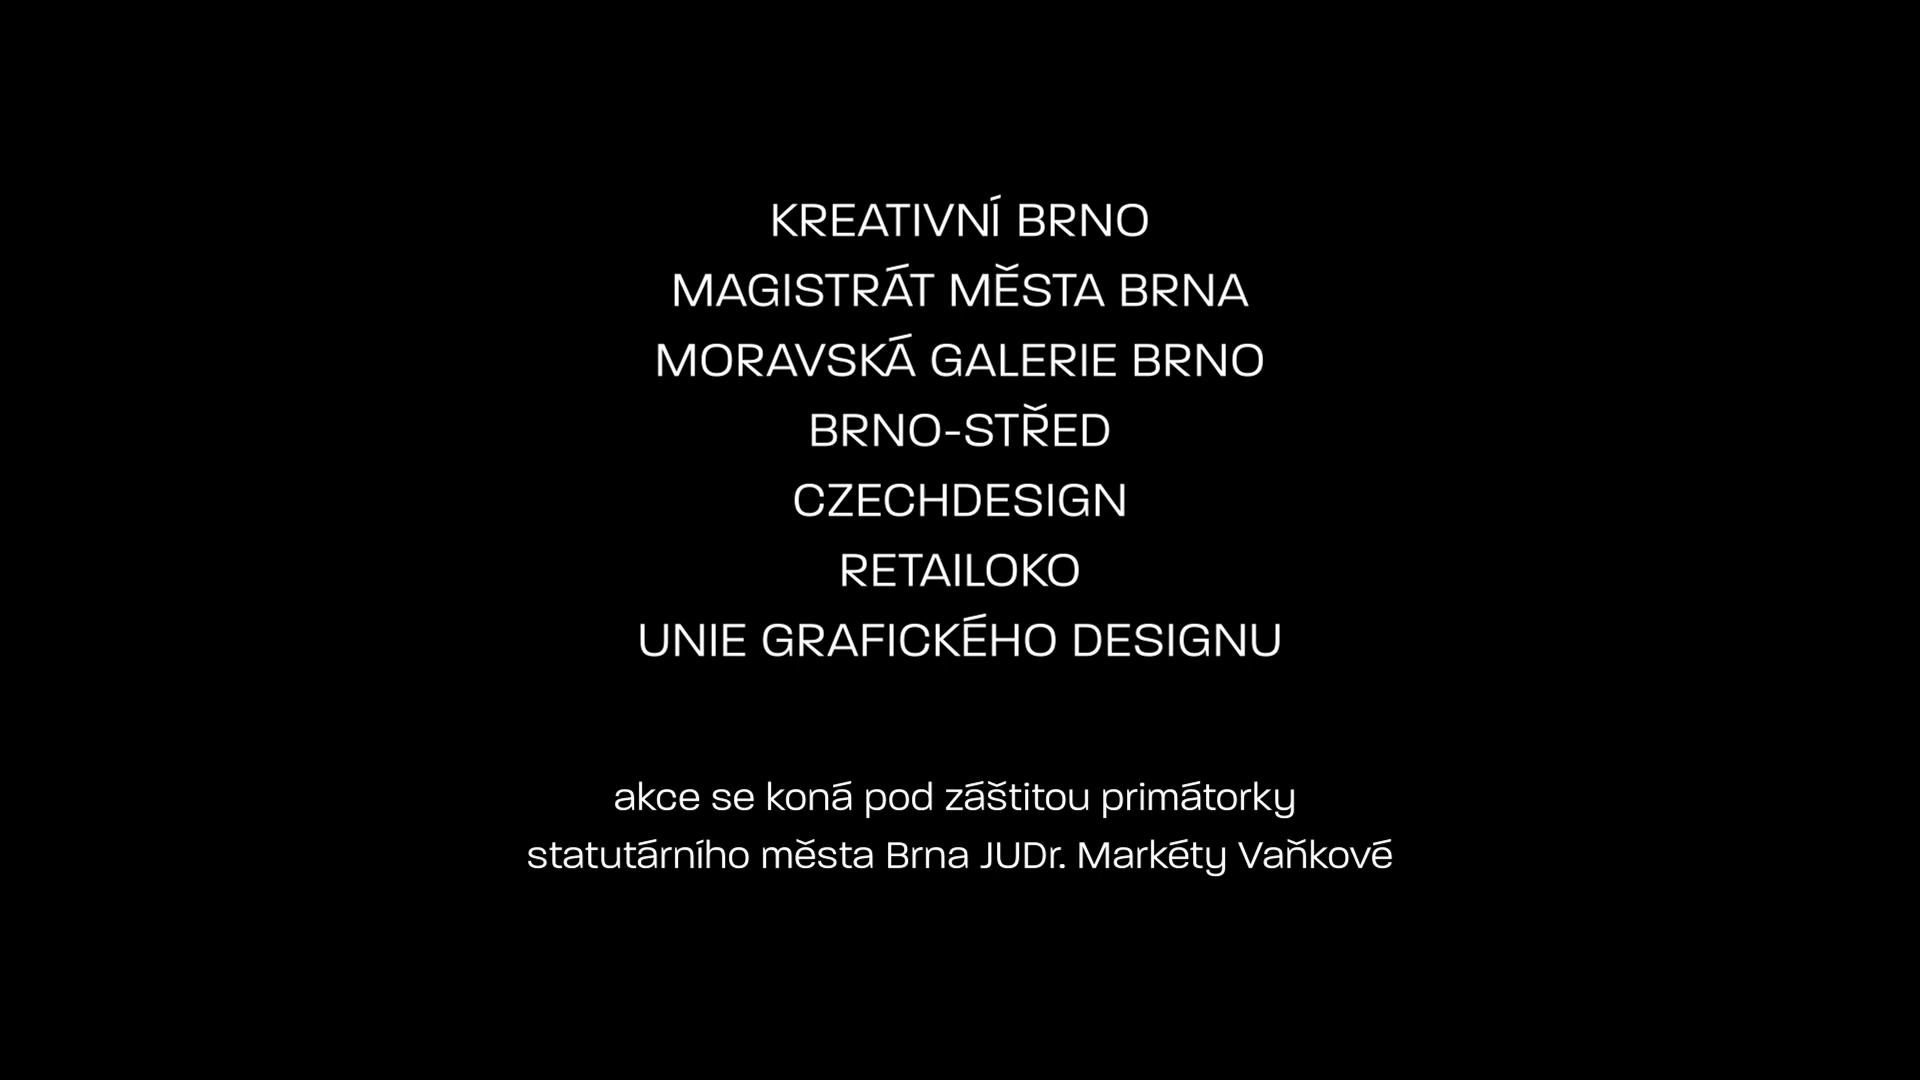 KREATIVNÍ BRNO
MAGISTRÁT MĚSTA BRNA
MORAVSKÁ GALERIE BRNO
BRNO-STŘED
CZECHDESIGN
RETAILOKO
UNIE GRAFICKÉHO DESIGNU
akce se koná pod záštitou primátorky
statutárního města Brna JUDr. Markéty Vaňkové